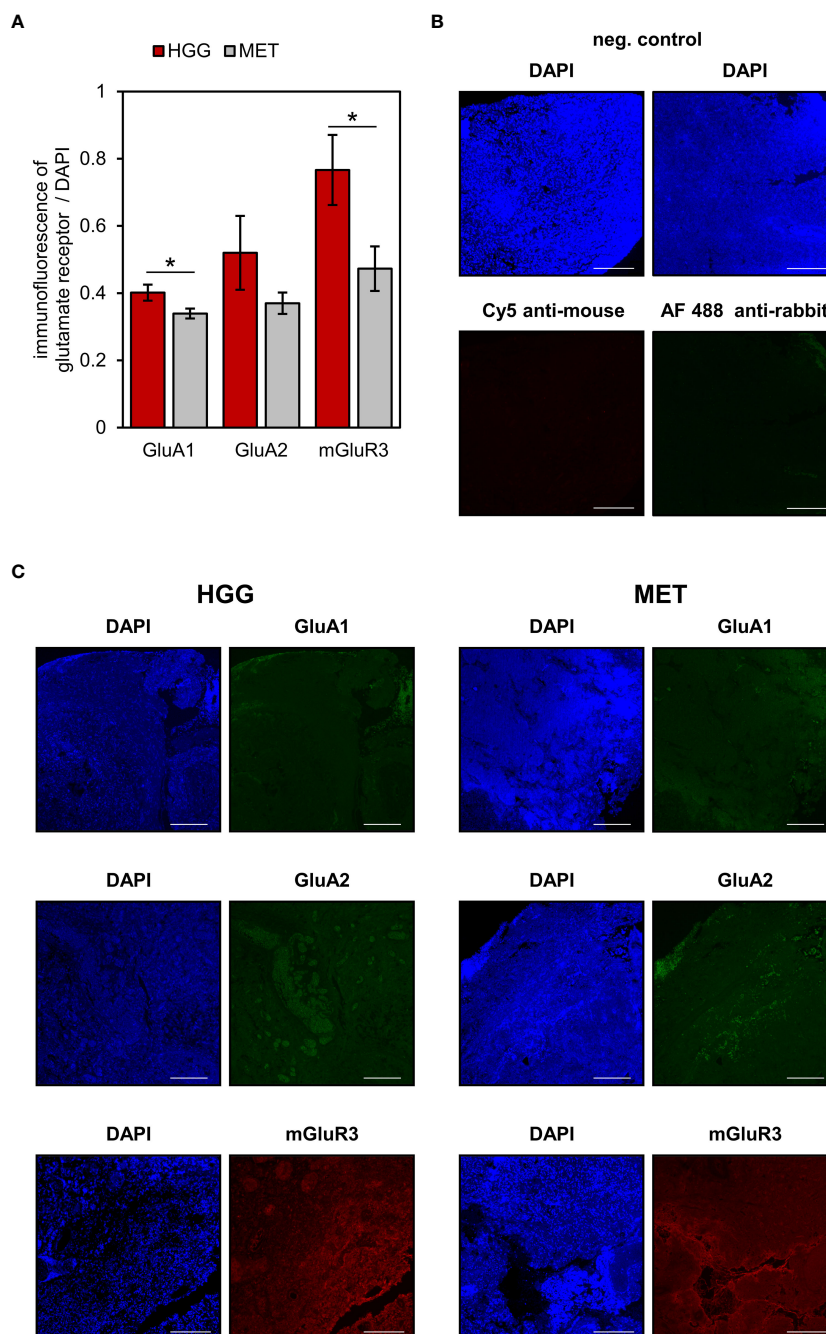 A
HGG MET
immunofluorescence of
glutamate receptor / DAPI
1
0.8
0.6
0.4
0.2
0
*
*
GluA1 GluA2 mGluR3
B
neg. control
DAPI DAPI
Cy5 anti-mouse AF 488 anti-rabbit
C
HGG MET
DAPI GluA1 DAPI GluA1
DAPI GluA2 DAPI GluA2
DAPI mGluR3 DAPI mGluR3